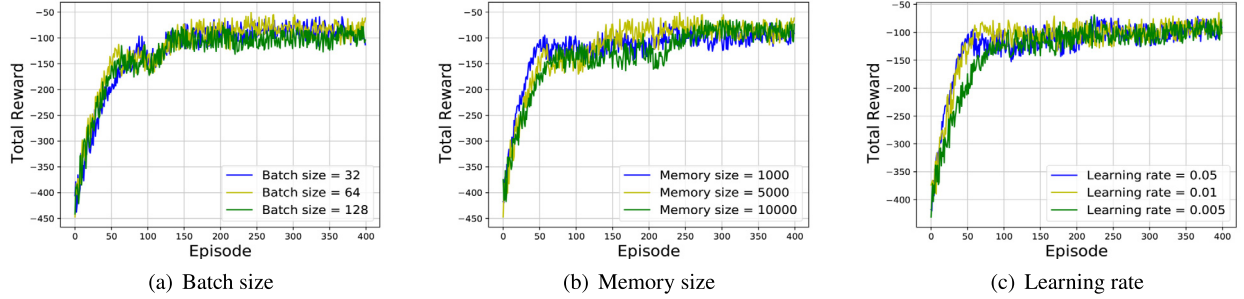 Total Reward
−50
−100
−150
−200
−250
−300
−350
−400
−450
0 50 100 150 200 250 300 350 400
Episode
Batch size = 32
Batch size = 64
Batch size = 128
(a) Batch size
Total Reward
−50
−100
−150
−200
−250
−300
−350
−400
−450
0 50 100 150 200 250 300 350 400
Episode
Memory size = 1000
Memory size = 5000
Memory size = 10000
(b) Memory size
Total Reward
−50
−100
−150
−200
−250
−300
−350
−400
0 50 100 150 200 250 300 350 400
Episode
Learning rate = 0.05
Learning rate = 0.01
Learning rate = 0.005
(c) Learning rate